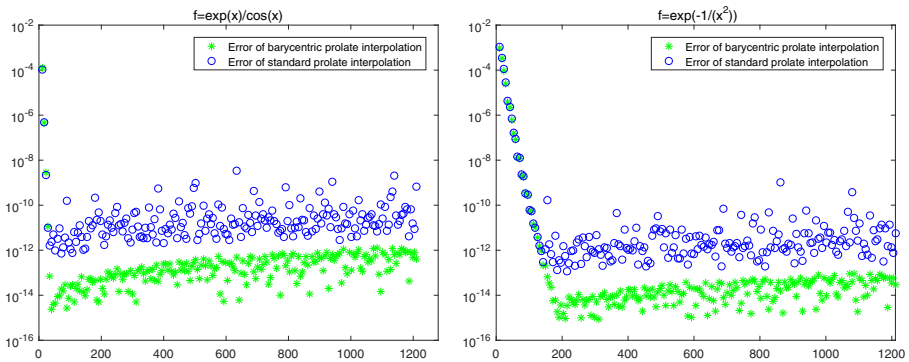 f=exp(x)/cos(x)
10^-2
10^-4
10^-6
10^-8
10^-10
10^-12
10^-14
10^-16
0 200 400 600 800 1000 1200
Error of barycentric prolate interpolation
Error of standard prolate interpolation
f=exp(-1/(x^2))
10^-2
10^-4
10^-6
10^-8
10^-10
10^-12
10^-14
10^-16
0 200 400 600 800 1000 1200
Error of barycentric prolate interpolation
Error of standard prolate interpolation